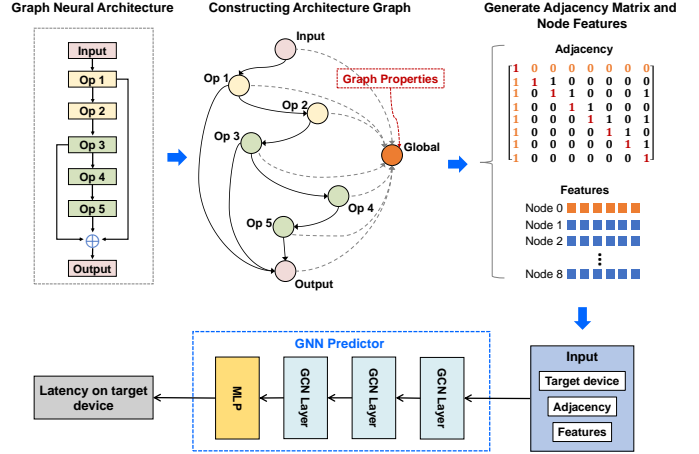 Graph Neural Architecture
Input
Op 1
Op 2
Op 3
Op 4
Op 5
Output
Constructing Architecture Graph
Input
Op 1
Graph Properties
Op 2
Op 3
Global
Op 4
Op 5
Output
Generate Adjacency Matrix and
Node Features
Adjacency
1 0 0 0 0 0 0 0
1 1 1 0 0 0 0 0
1 0 1 1 0 0 0 0
1 0 0 1 1 0 0 0
1 0 0 0 1 1 0 0
1 0 0 0 0 1 1 0
1 0 0 0 0 0 1 1
1 0 0 0 0 0 0 1
Features
Node 0
Node 1
Node 2
Node 8
GNN Predictor
Latency on target
device
MLP
GCN Layer
GCN Layer
GCN Layer
Input
Target device
Adjacency
Features